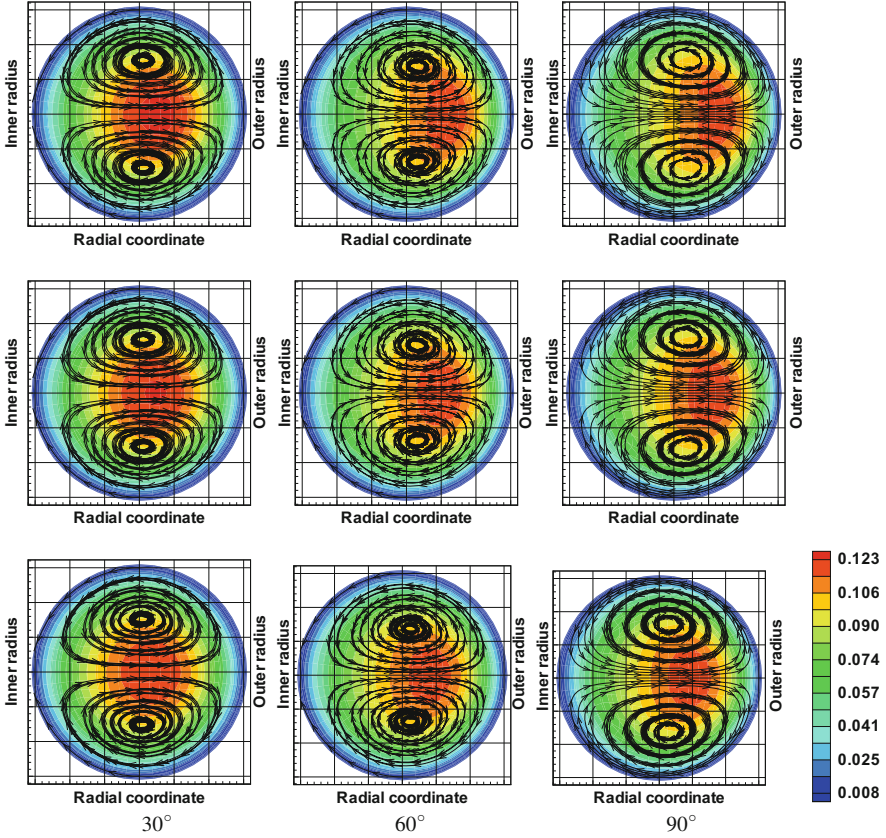 Inner radius
Outer radius
Inner radius
Outer radius
Inner radius
Outer radius
Radial coordinate
Radial coordinate
Radial coordinate
Inner radius
Outer radius
Inner radius
Outer radius
Inner radius
Outer radius
Radial coordinate
Radial coordinate
Radial coordinate
Inner radius
Outer radius
Inner radius
Outer radius
Inner radius
Outer radius
0.123
0.106
0.090
0.074
0.057
0.041
0.025
0.008
Radial coordinate
Radial coordinate
Radial coordinate
30°
60°
90°